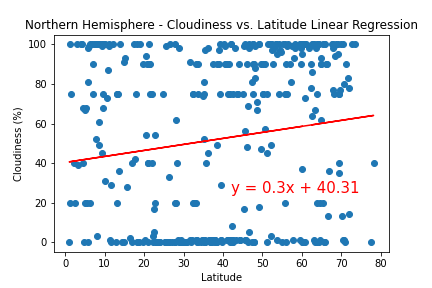 Northern Hemisphere - Cloudiness vs. Latitude Linear Regression
100
80
60
40
20
0
Cloudiness (%)
y = 0.3x + 40.31
0 10 20 30 40 50 60 70 80
Latitude